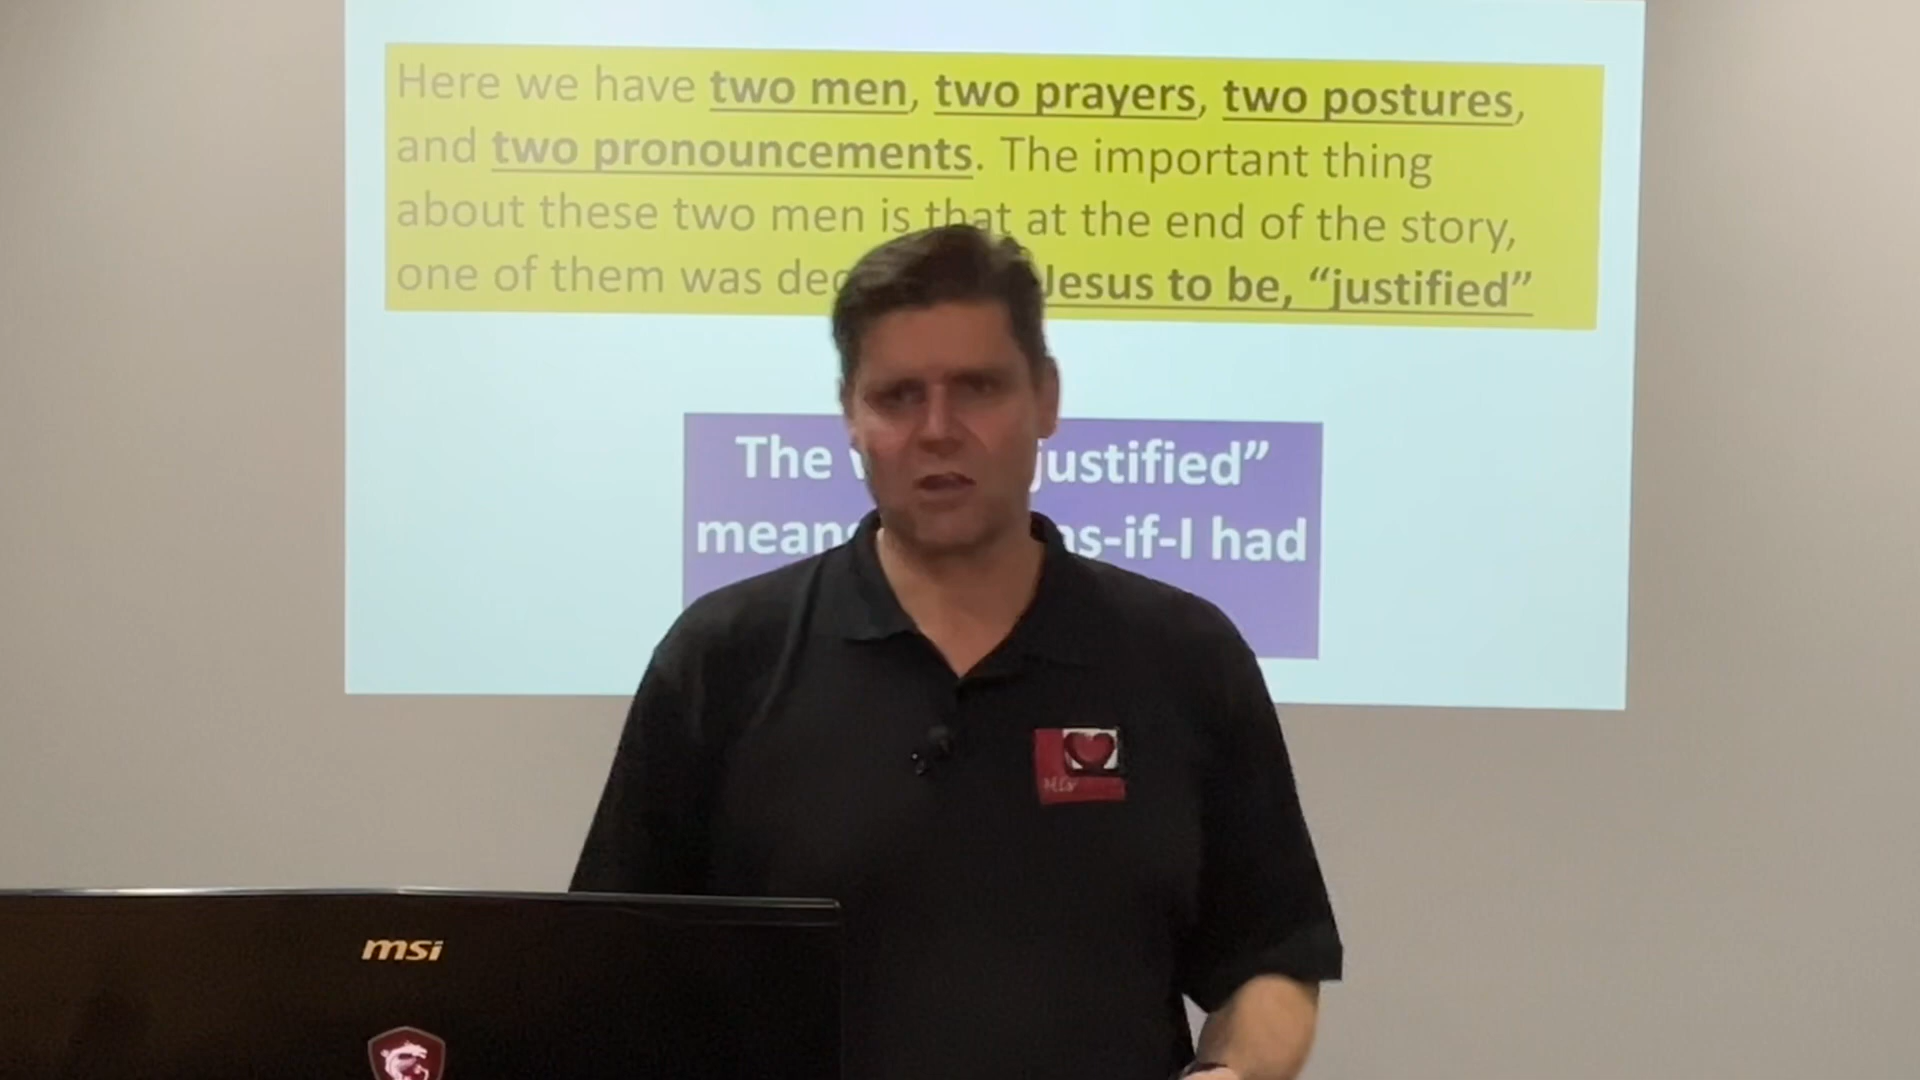 Here we have two men, two prayers, two postures,
and two pronouncements. The important thing
about these two men is that at the end of the story,
one of them was Jesus to be, “justified”
The justified”
as-if-I had
msi